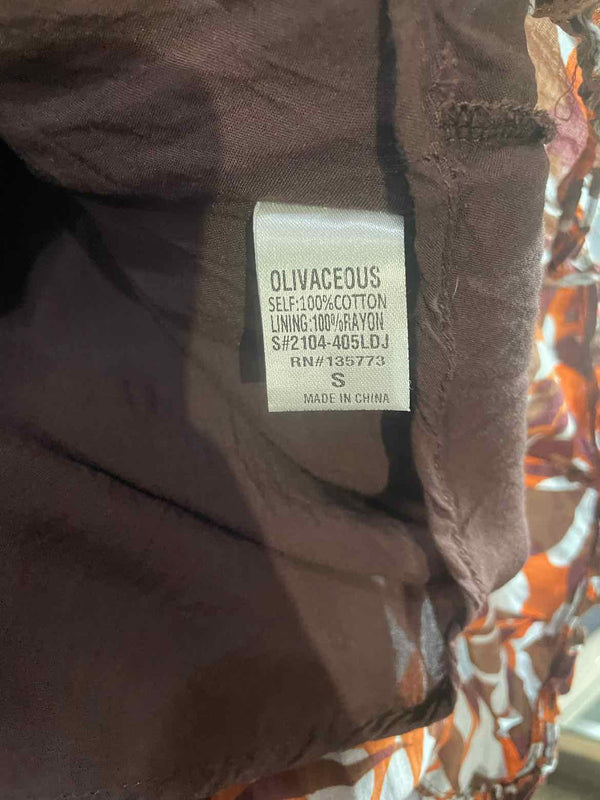 OLIVACEOUS
SELF:100%COTTON
LINING:100%RAYON
S#2104-405LDJ
RN#135773
S
MADE IN CHINA